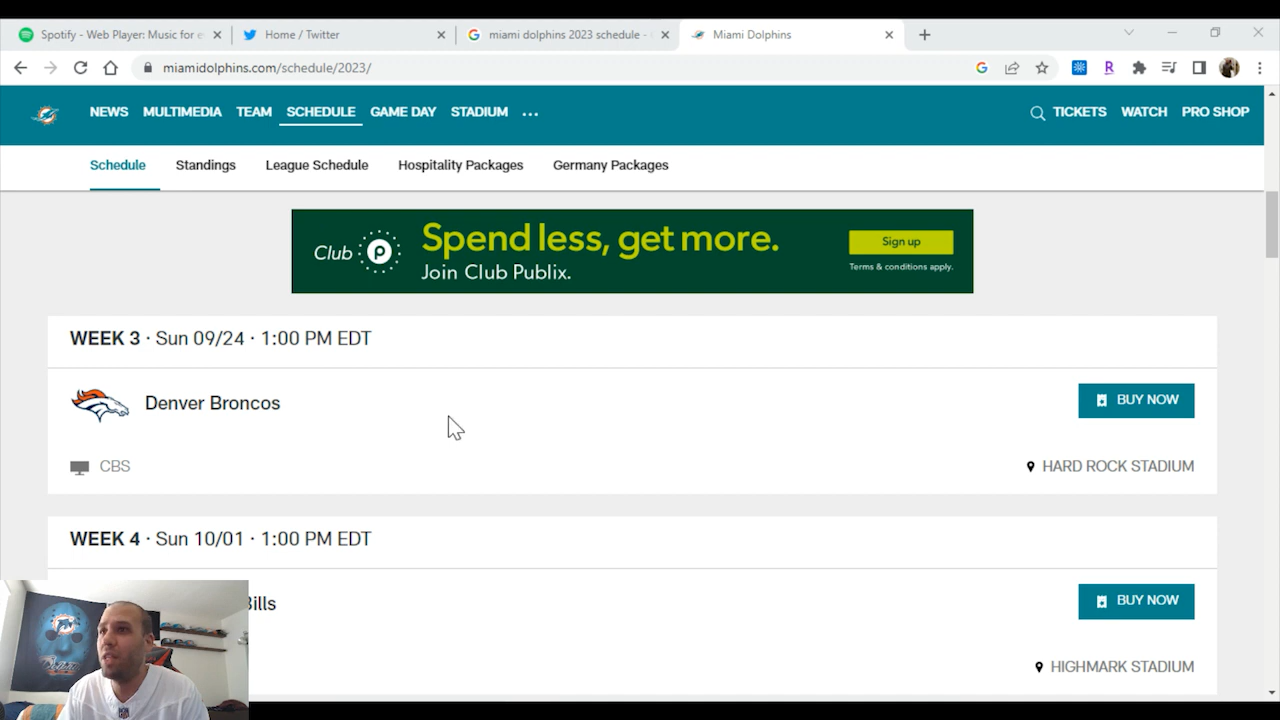 Spotify - Web Player: Music for e
Home / Twitter
miami dolphins 2023 schedule -
Miami Dolphins
miamidolphins.com/schedule/2023/
NEWS MULTIMEDIA TEAM SCHEDULE GAME DAY STADIUM ... TICKETS WATCH PRO SHOP
Schedule Standings League Schedule Hospitality Packages Germany Packages
Club P
Spend less, get more.
Join Club Publix.
Sign up
Terms & conditions apply.
WEEK 3 · Sun 09/24 · 1:00 PM EDT
Denver Broncos
BUY NOW
CBS
HARD ROCK STADIUM
WEEK 4 · Sun 10/01 · 1:00 PM EDT
Bills
BUY NOW
HIGHMARK STADIUM